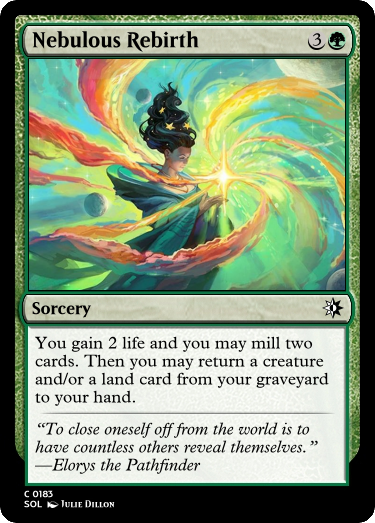 Nebulous Rebirth 3
Sorcery
You gain 2 life and you may mill two
cards. Then you may return a creature
and/or a land card from your graveyard
to your hand.
“To close oneself off from the world is to
have countless others reveal themselves.”
—Elorys the Pathfinder
C 0183
SOL Julie Dillon